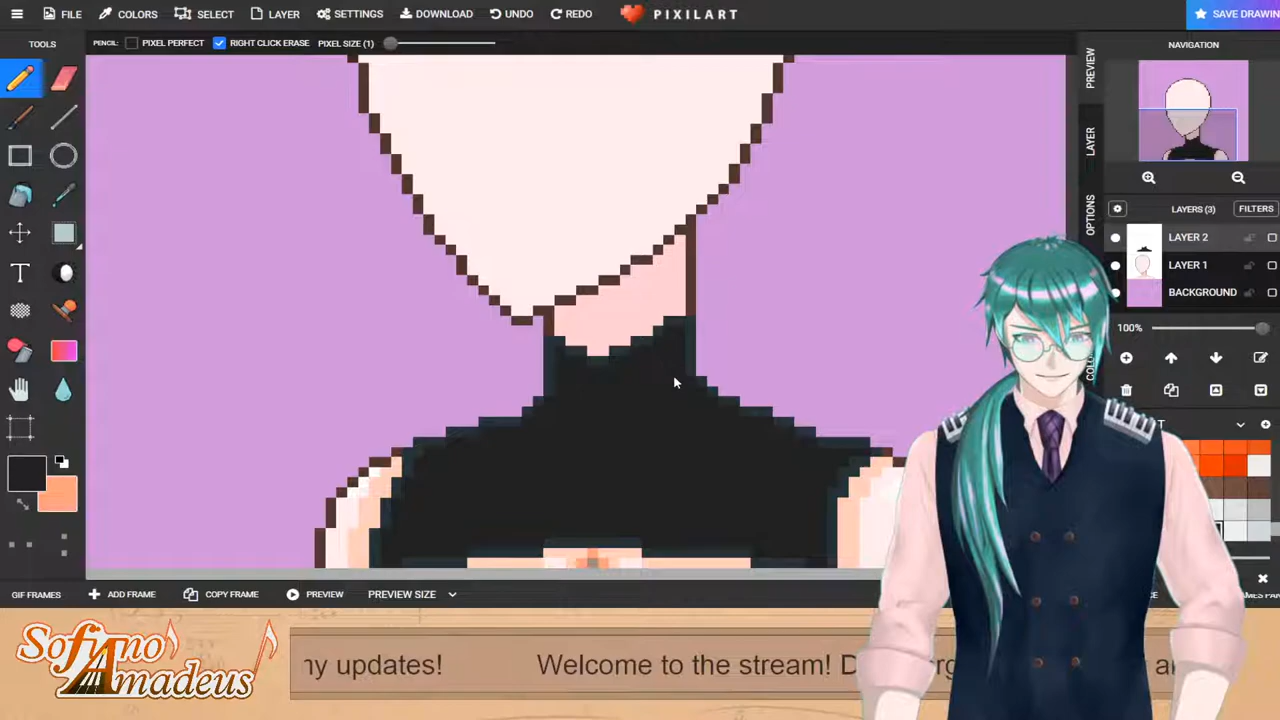 FILE COLORS SELECT LAYER SETTINGS DOWNLOAD UNDO REDO PIXILART SAVE DRAWIN
TOOLS PENCIL: PIXEL PERFECT RIGHT CLICK ERASE PIXEL SIZE (1) NAVIGATION
PREVIEW
LAYER
OPTIONS
LAYERS (3) FILTERS
LAYER 2
LAYER 1
BACKGROUND
100%
T
GIF FRAMES ADD FRAME COPY FRAME PREVIEW PREVIEW SIZE
Sofiano
Amadeus
ny updates! Welcome to the stream! D